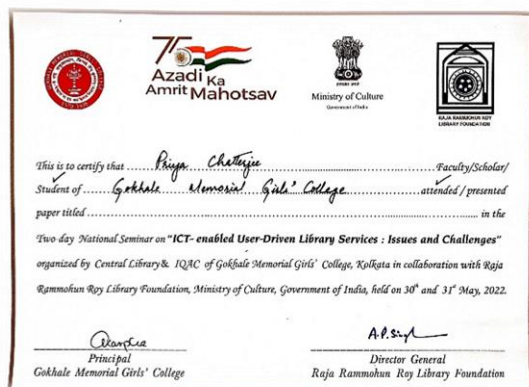 75
Azadi Ka
Amrit Mahotsav
Ministry of Culture
Government of India
RAJA RAMMOHUN ROY
LIBRARY FOUNDATION
This is to certify that Priya Chatterjee Faculty/Scholar/
Student of Gokhale Memorial Girls' College attended / presented
paper titled in the
Two-day National Seminar on "ICT- enabled User-Driven Library Services : Issues and Challenges"
organized by Central Library & IQAC of Gokhale Memorial Girls' College, Kolkata in collaboration with Raja
Rammohun Roy Library Foundation, Ministry of Culture, Government of India, held on 30th and 31st May, 2022.
A.P. Singh
Principal
Gokhale Memorial Girls' College
Director General
Raja Rammohun Roy Library Foundation